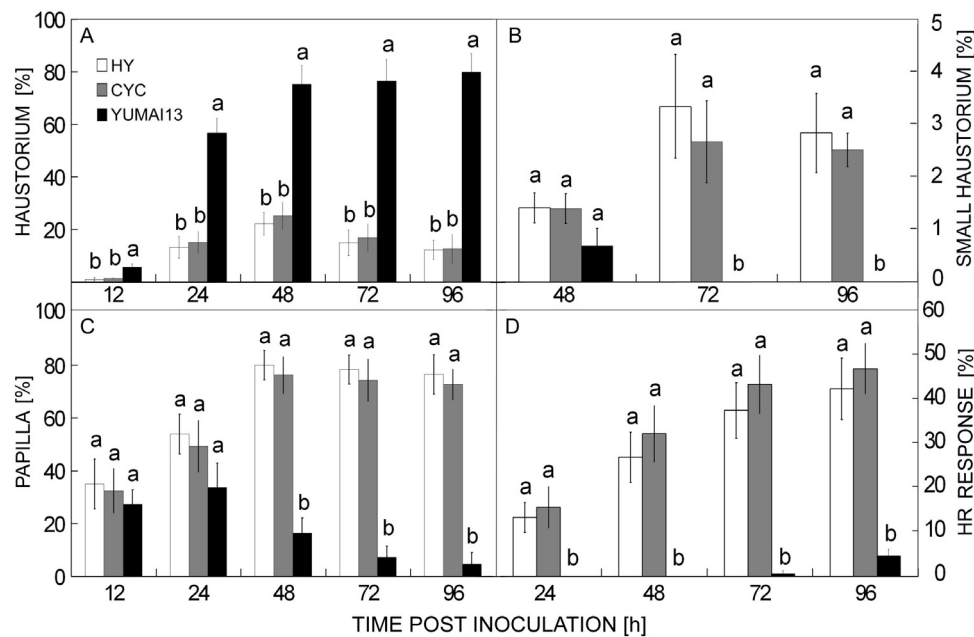 A
HAUSTORIUM [%]
100
80
60
40
20
HY
CYC
YUMAI13
b b a
b b a
b b a
b b a
b b a
12 24 48 72 96
B
SMALL HAUSTORIUM [%]
5
4
3
2
1
0
a a a
a a b
a a b
48 72 96
C
PAPILLA [%]
80
60
40
20
0
a a a
a a a
a a b
a a b
a a b
12 24 48 72 96
D
HR RESPONSE [%]
60
50
40
30
20
10
0
a a b
a a b
a a b
a a b
24 48 72 96
TIME POST INOCULATION [h]